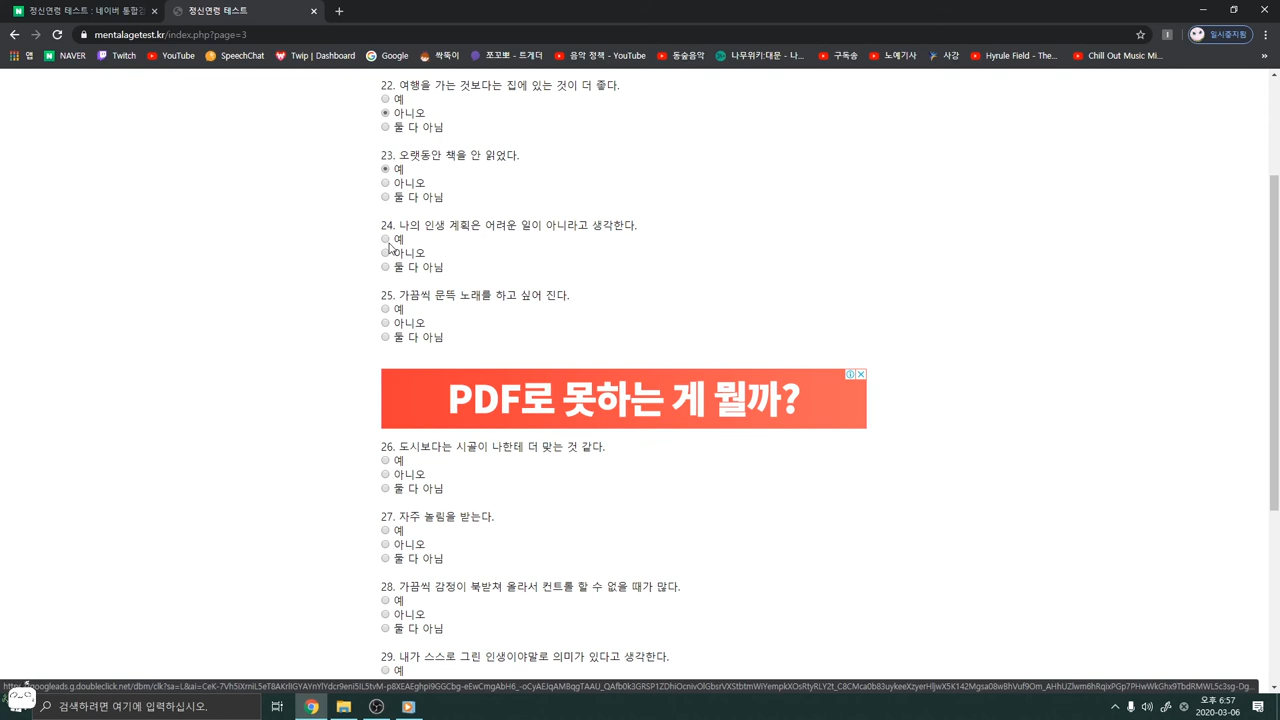 정신연령 테스트 : 네이버 통합검
정신연령 테스트
mentalagetest.kr/index.php?page=3
일시중지됨
앱 NAVER Twitch YouTube SpeechChat Twip | Dashboard Google 싹뚝이 쪼꼬뽀 - 트게더 음악 정책 - YouTube 동숲음악 나무위키:대문 - 나... 구독송 노예기사 사강 Hyrule Field - The... Chill Out Music Mi...
22. 여행을 가는 것보다는 집에 있는 것이 더 좋다.
예
아니오
둘 다 아님
23. 오랫동안 책을 안 읽었다.
예
아니오
둘 다 아님
24. 나의 인생 계획은 어려운 일이 아니라고 생각한다.
예
아니오
둘 다 아님
25. 가끔씩 문뜩 노래를 하고 싶어 진다.
예
아니오
둘 다 아님
PDF로 못하는 게 뭘까?
26. 도시보다는 시골이 나한테 더 맞는 것 같다.
예
아니오
둘 다 아님
27. 자주 놀림을 받는다.
예
아니오
둘 다 아님
28. 가끔씩 감정이 북받쳐 올라서 컨트롤 할 수 없을 때가 많다.
예
아니오
둘 다 아님
29. 내가 스스로 그린 인생이야말로 의미가 있다고 생각한다.
예
검색하려면 여기에 입력하십시오.
오후 6:57
2020-03-06